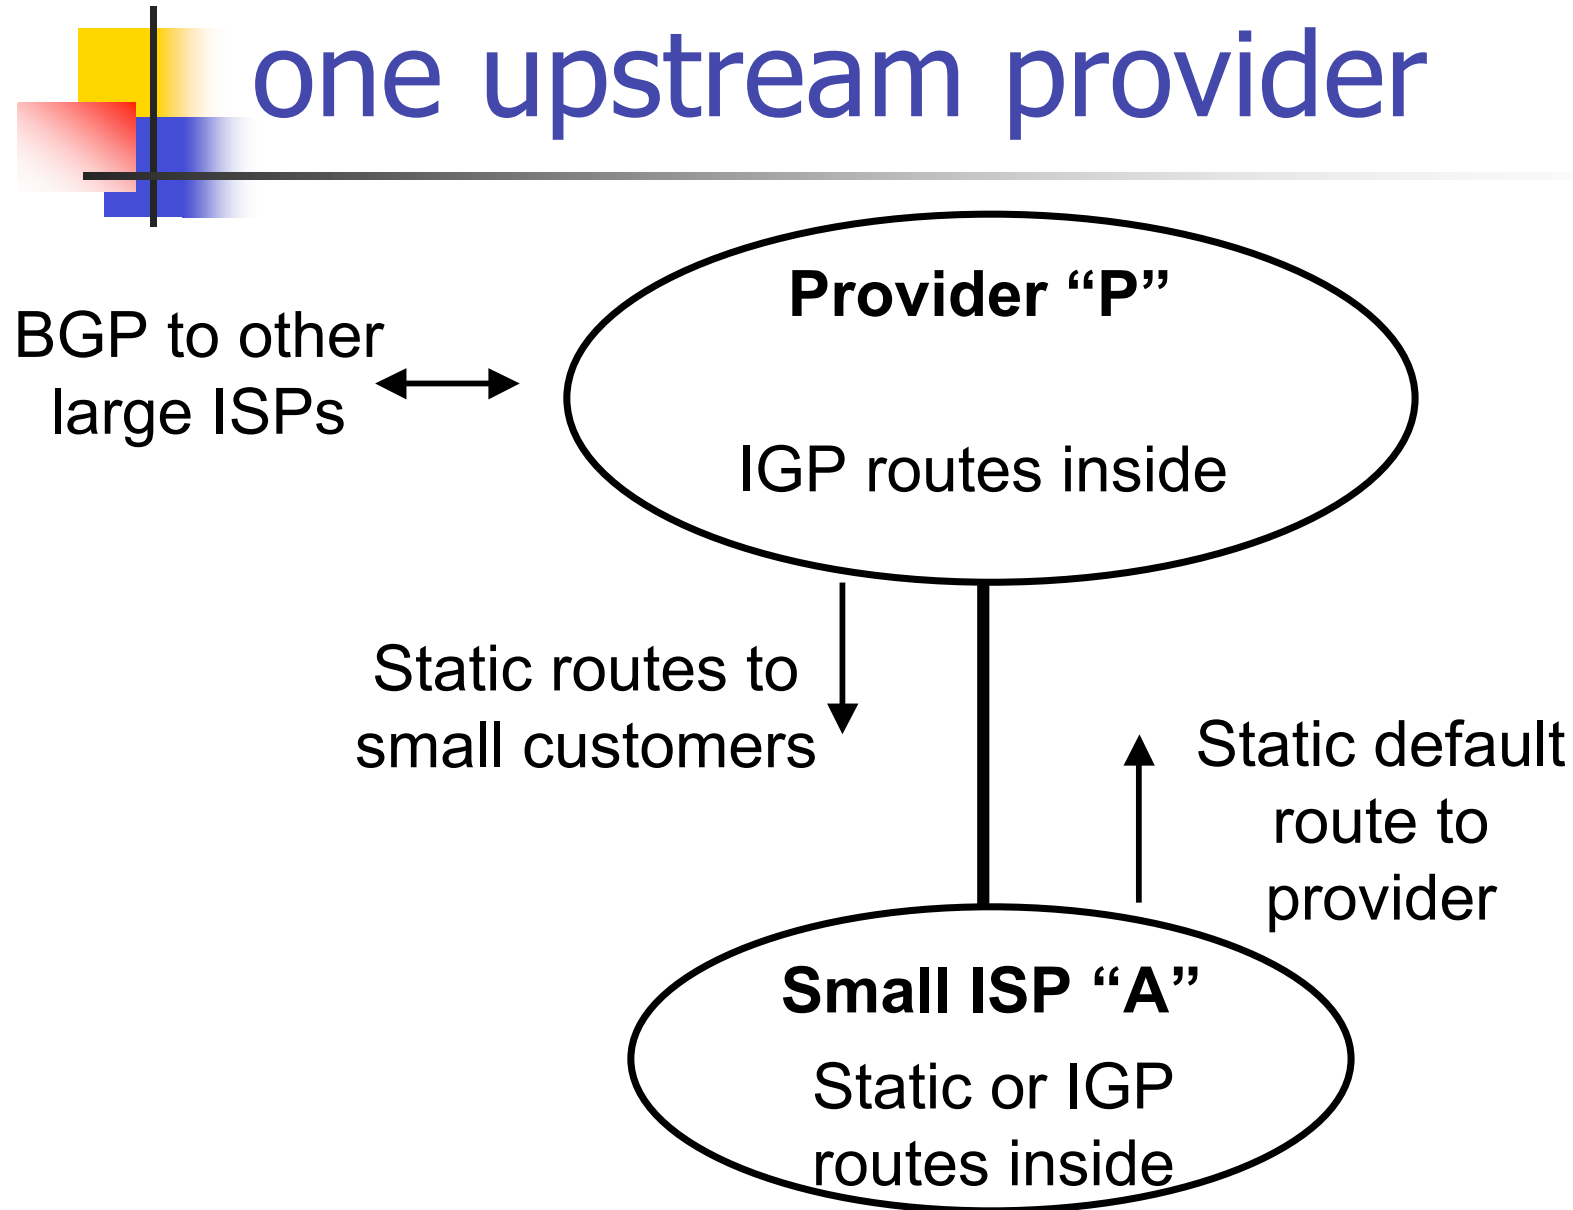 one upstream provider
Provider “P”
BGP to other
large ISPs
IGP routes inside
Static routes to
small customers
Static default
route to
provider
Small ISP “A”
Static or IGP
routes inside